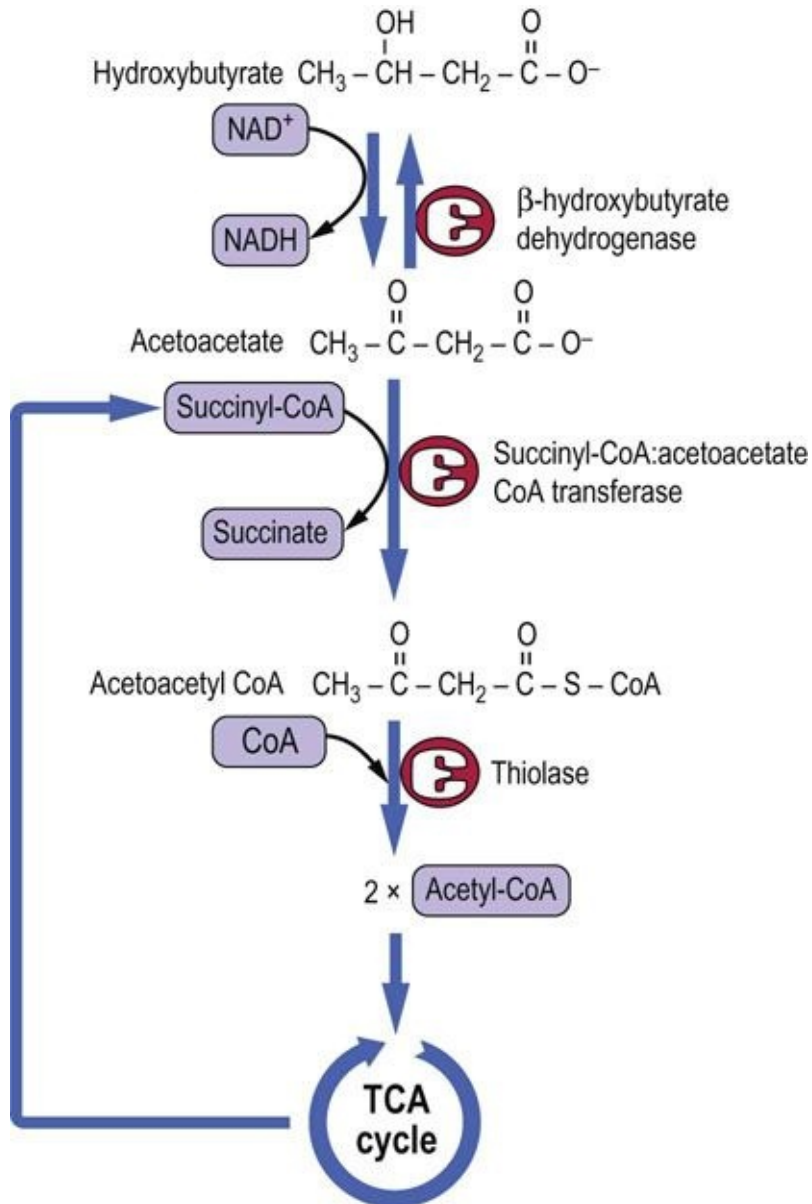 OH
O
Hydroxybutyrate CH₃ – CH – CH₂ – C – O⁻
NAD⁺
NADH
β-hydroxybutyrate
dehydrogenase
O
O
Acetoacetate CH₃ – C – CH₂ – C – O⁻
Succinyl-CoA
Succinyl-CoA:acetoacetate
CoA transferase
Succinate
O
O
Acetoacetyl CoA CH₃ – C – CH₂ – C – S – CoA
CoA
Thiolase
2 × Acetyl-CoA
TCA
cycle